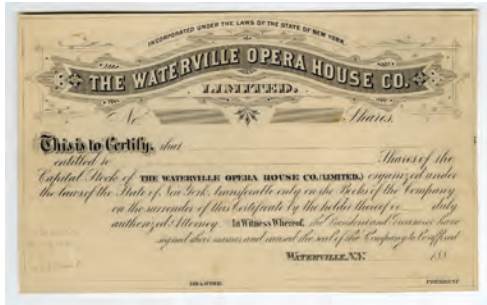 INCORPORATED UNDER THE LAWS OF THE STATE OF NEW YORK.
THE WATERVILLE OPERA HOUSE CO.
LIMITED.
No. Shares.
This is to Certify, that
entitled to Shares of the
Capital Stock of THE WATERVILLE OPERA HOUSE CO. (LIMITED.) organized under
the laws of the State of New York, transferable only on the Books of the Company
on the surrender of this Certificate by the holder thereof or duly
authorized Attorney. In Witness Whereof, the President and Treasurer have
signed their names and caused the seal of the Company to be affixed
WATERVILLE, N.Y. 188
TREASURER. PRESIDENT